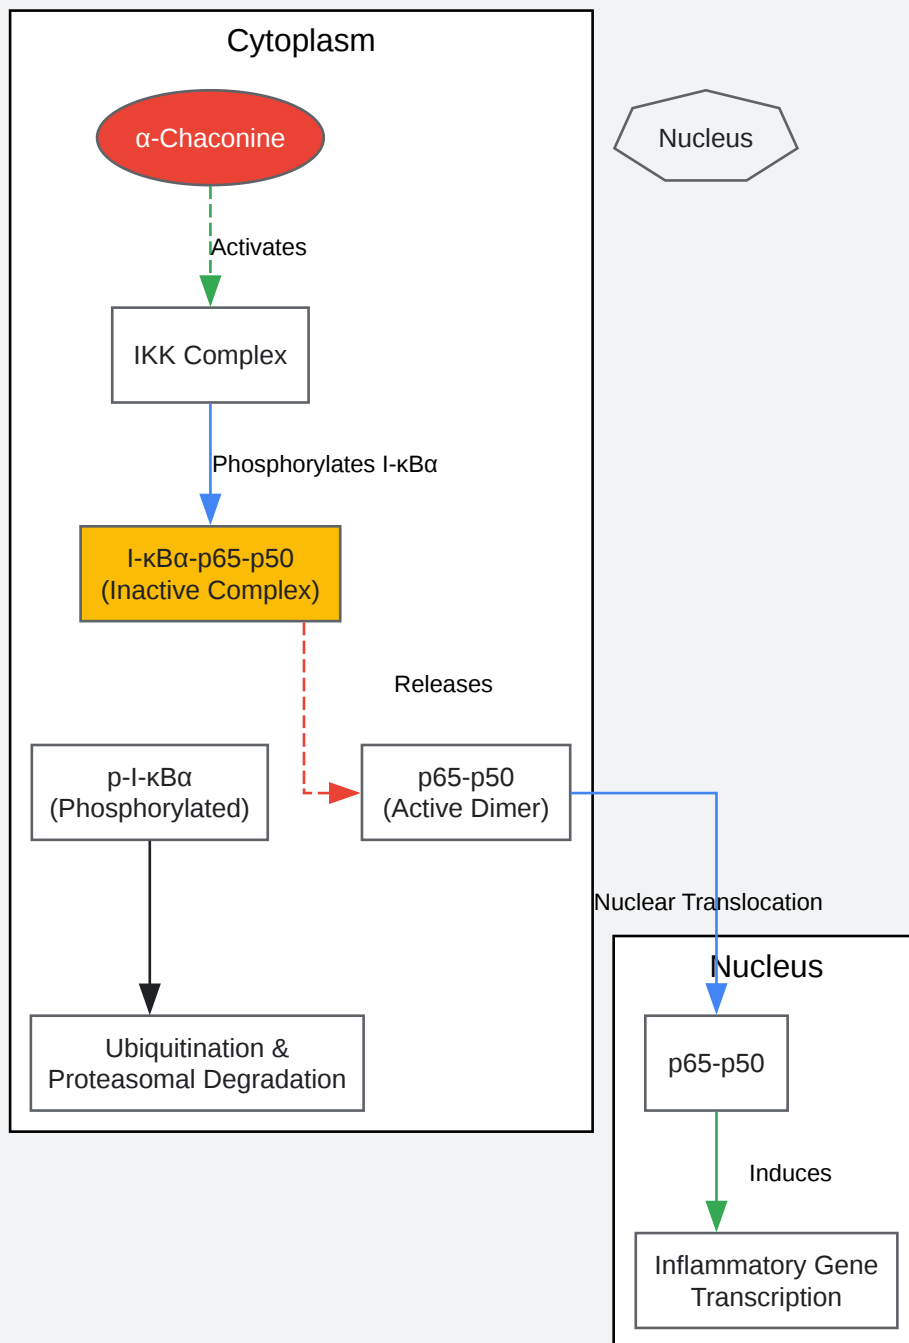 Cytoplasm
α-Chaconine
Nucleus
Activates
IKK Complex
Phosphorylates I-κBα
I-κBα-p65-p50
(Inactive Complex)
Releases
p-I-κBα
(Phosphorylated)
p65-p50
(Active Dimer)
Nuclear Translocation
Nucleus
Ubiquitination &
Proteasomal Degradation
p65-p50
Induces
Inflammatory Gene
Transcription